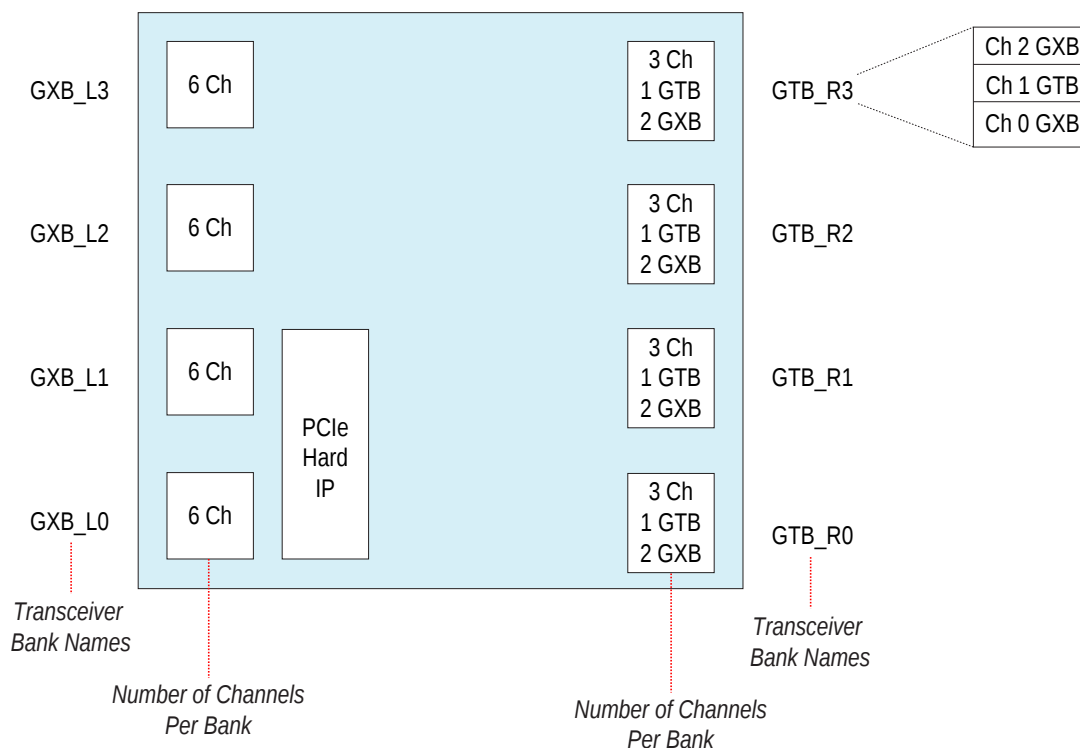 Ch 2 GXB
Ch 1 GTB
Ch 0 GXB
GXB_L3
6 Ch
3 Ch
1 GTB
2 GXB
GTB_R3
GXB_L2
6 Ch
3 Ch
1 GTB
2 GXB
GTB_R2
GXB_L1
6 Ch
3 Ch
1 GTB
2 GXB
GTB_R1
PCIe
Hard
IP
GXB_L0
6 Ch
3 Ch
1 GTB
2 GXB
GTB_R0
Transceiver
Bank Names
Number of Channels
Per Bank
Number of Channels
Per Bank
Transceiver
Bank Names